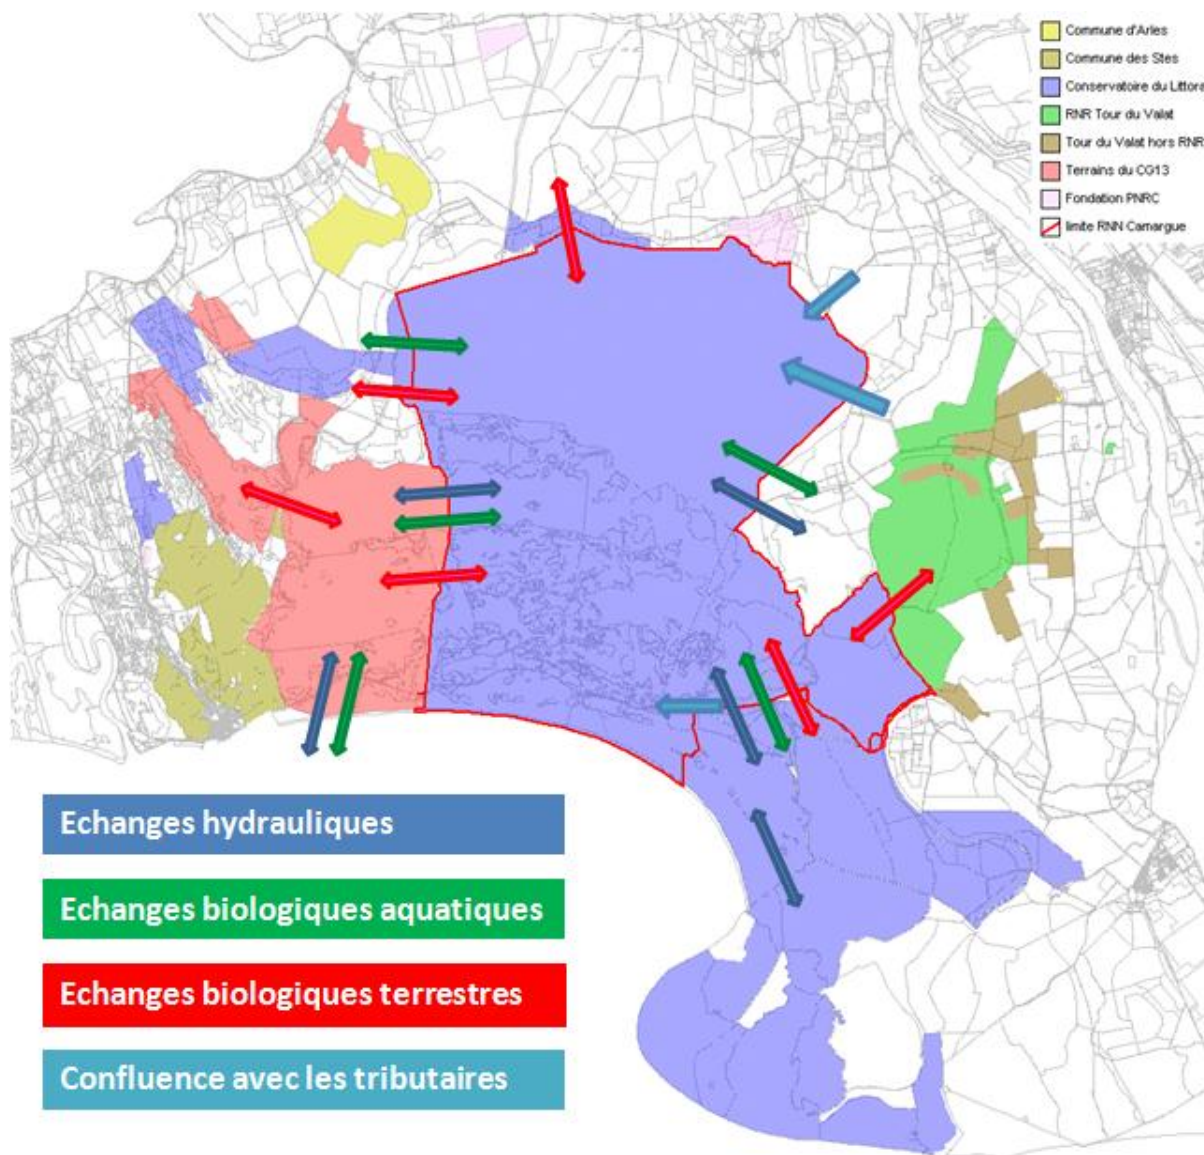 Commune d'Arles
Commune des Stes
Conservatoire du Littora
RNR Tour du Valat
Tour du Valat hors RNR
Terrains du CG13
Fondation PNRC
limite RNN Camargue
Echanges hydrauliques
Echanges biologiques aquatiques
Echanges biologiques terrestres
Confluence avec les tributaires